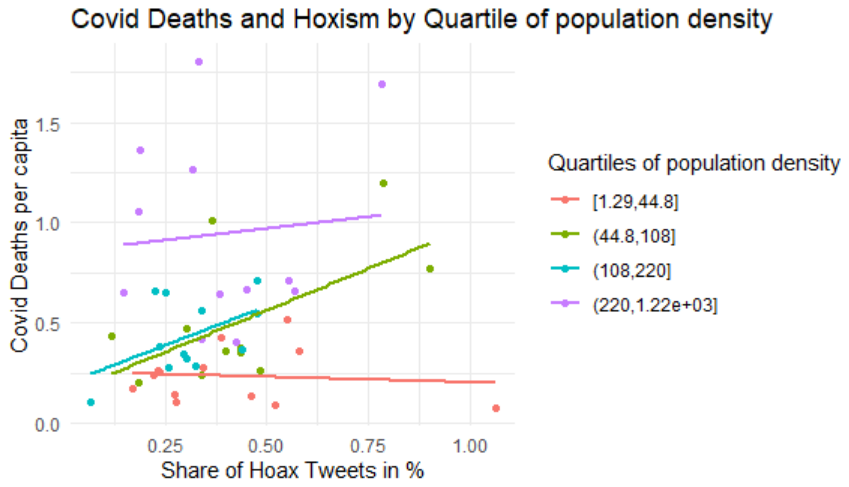 Covid Deaths and Hoxism by Quartile of population density
Covid Deaths per capita
1.5
1.0
0.5
0.0
0.25 0.50 0.75 1.00
Share of Hoax Tweets in %
Quartiles of population density
[1.29,44.8]
(44.8,108]
(108,220]
(220,1.22e+03]